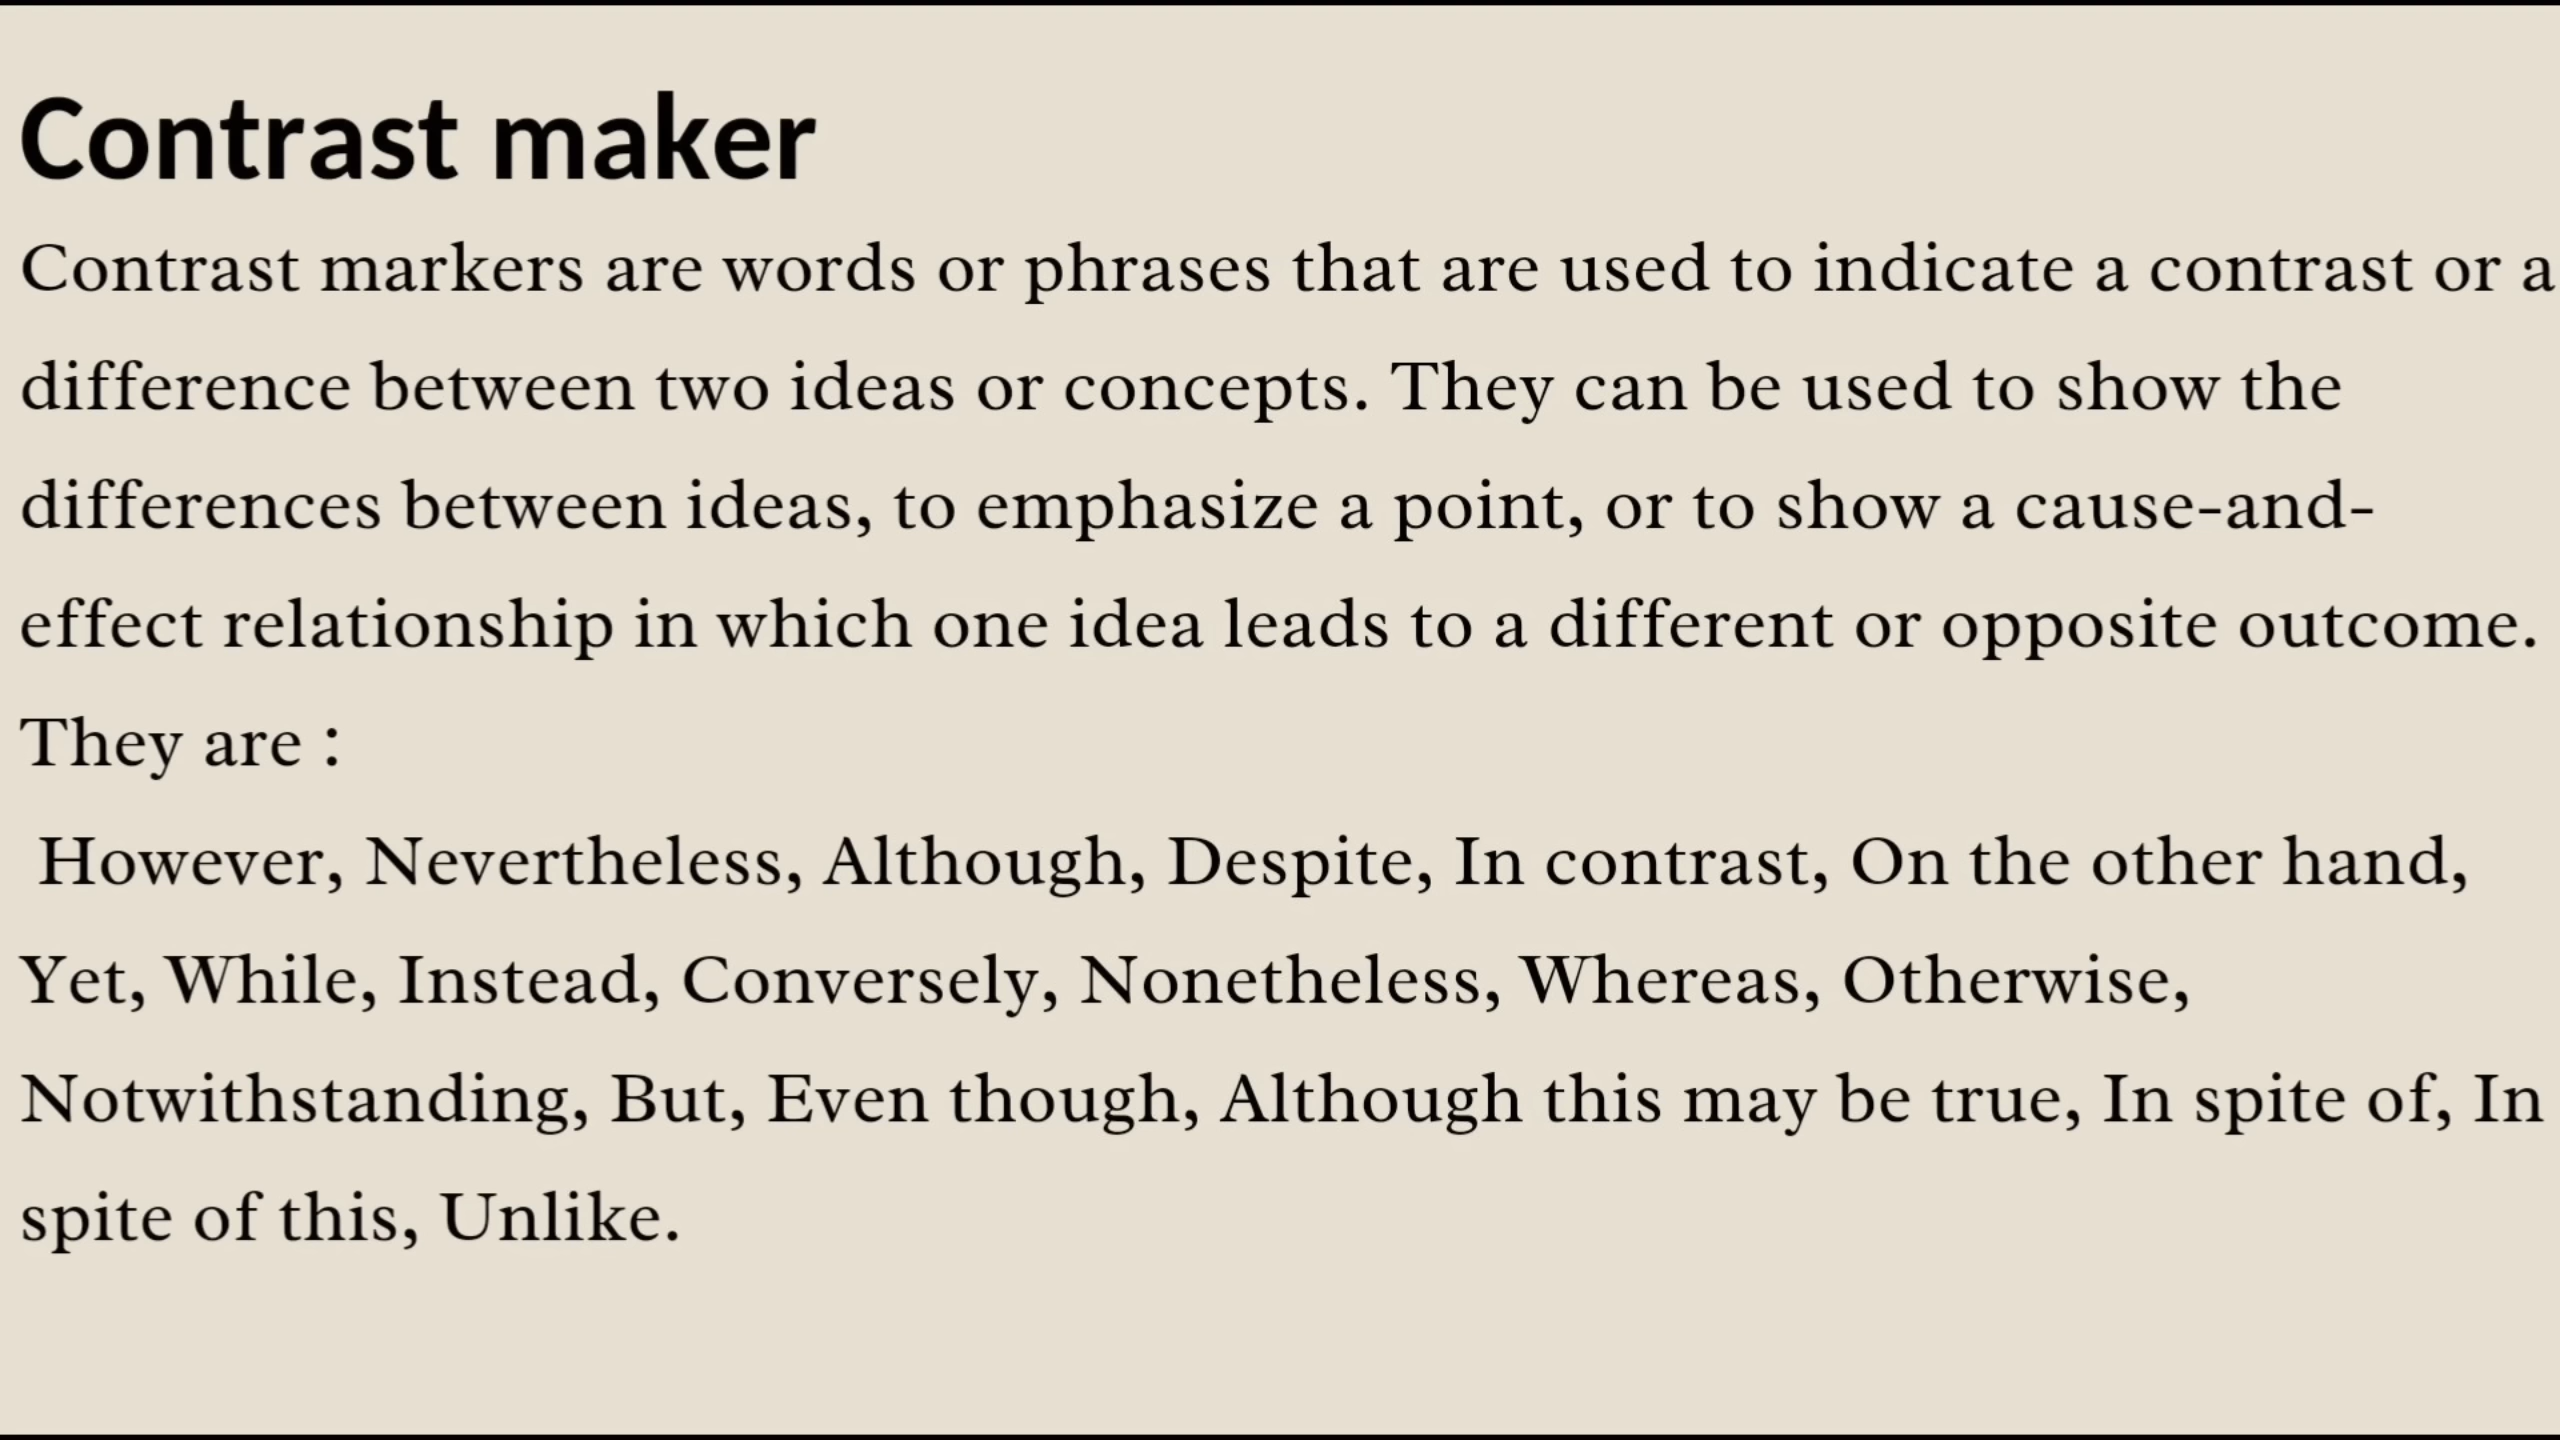 Contrast maker
Contrast markers are words or phrases that are used to indicate a contrast or a
difference between two ideas or concepts. They can be used to show the
differences between ideas, to emphasize a point, or to show a cause-and-
effect relationship in which one idea leads to a different or opposite outcome.
They are :
However, Nevertheless, Although, Despite, In contrast, On the other hand,
Yet, While, Instead, Conversely, Nonetheless, Whereas, Otherwise,
Notwithstanding, But, Even though, Although this may be true, In spite of, In
spite of this, Unlike.